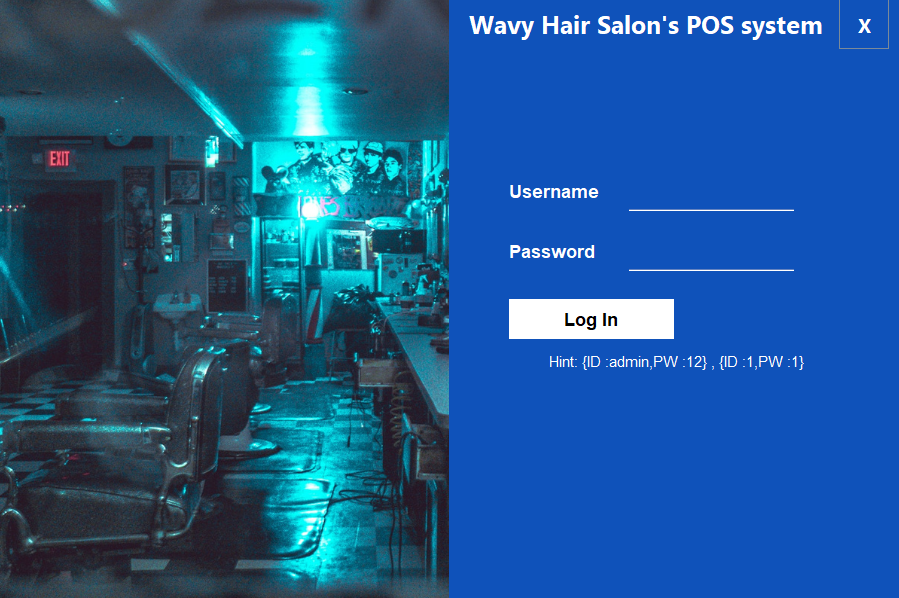 Wavy Hair Salon's POS system
X
EXIT
Username
Password
Log In
Hint: {ID :admin,PW :12} , {ID :1,PW :1}